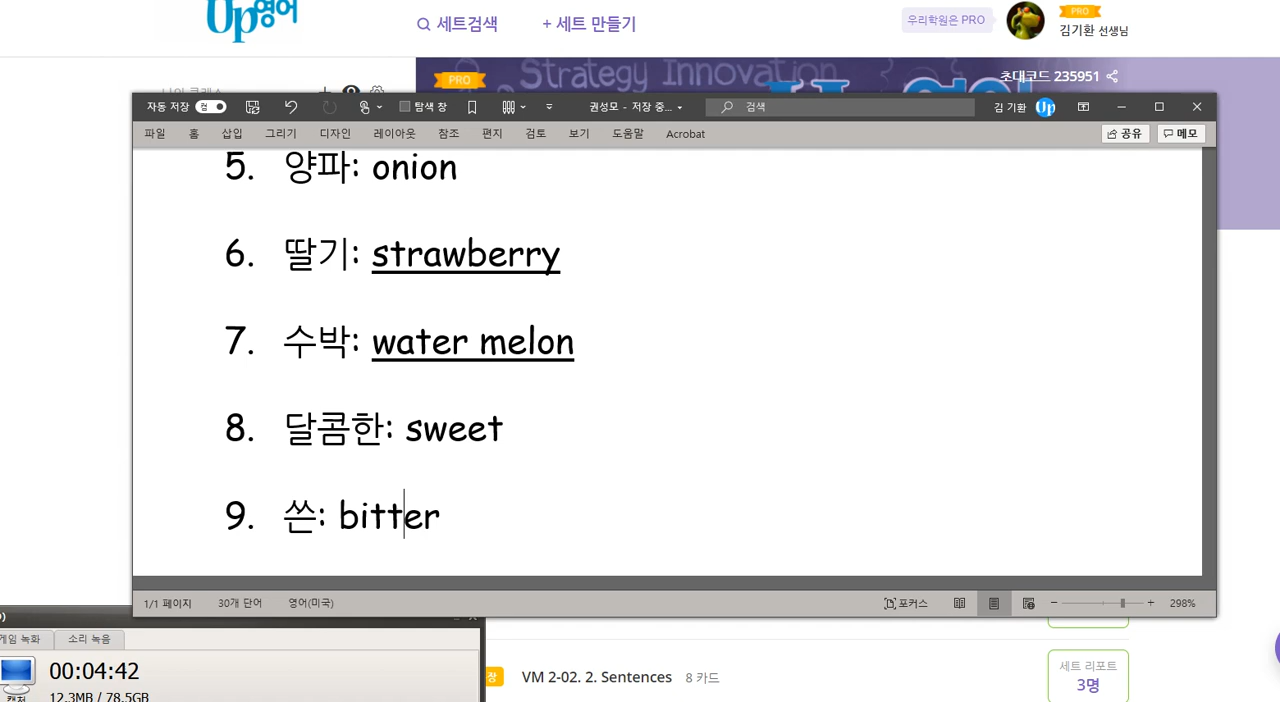 Up영어
세트검색
+ 세트 만들기
우리학원은 PRO
PRO
김기환 선생님
PRO
Strategy Innovation
초대코드 235951
자동 저장
컴
탐색 창
권성모 - 저장 중...
검색
김 기환
Up
파일 홈 삽입 그리기 디자인 레이아웃 참조 편지 검토 보기 도움말 Acrobat
공유
메모
5. 양파: onion
6. 딸기: strawberry
7. 수박: water melon
8. 달콤한: sweet
9. 쓴: bitter
1/1 페이지 30개 단어 영어(미국)
포커스
298%
게임 녹화 소리 녹음
00:04:42
12.3MB / 78.5GB
장
VM 2-02. 2. Sentences 8 카드
세트 리포트
3명